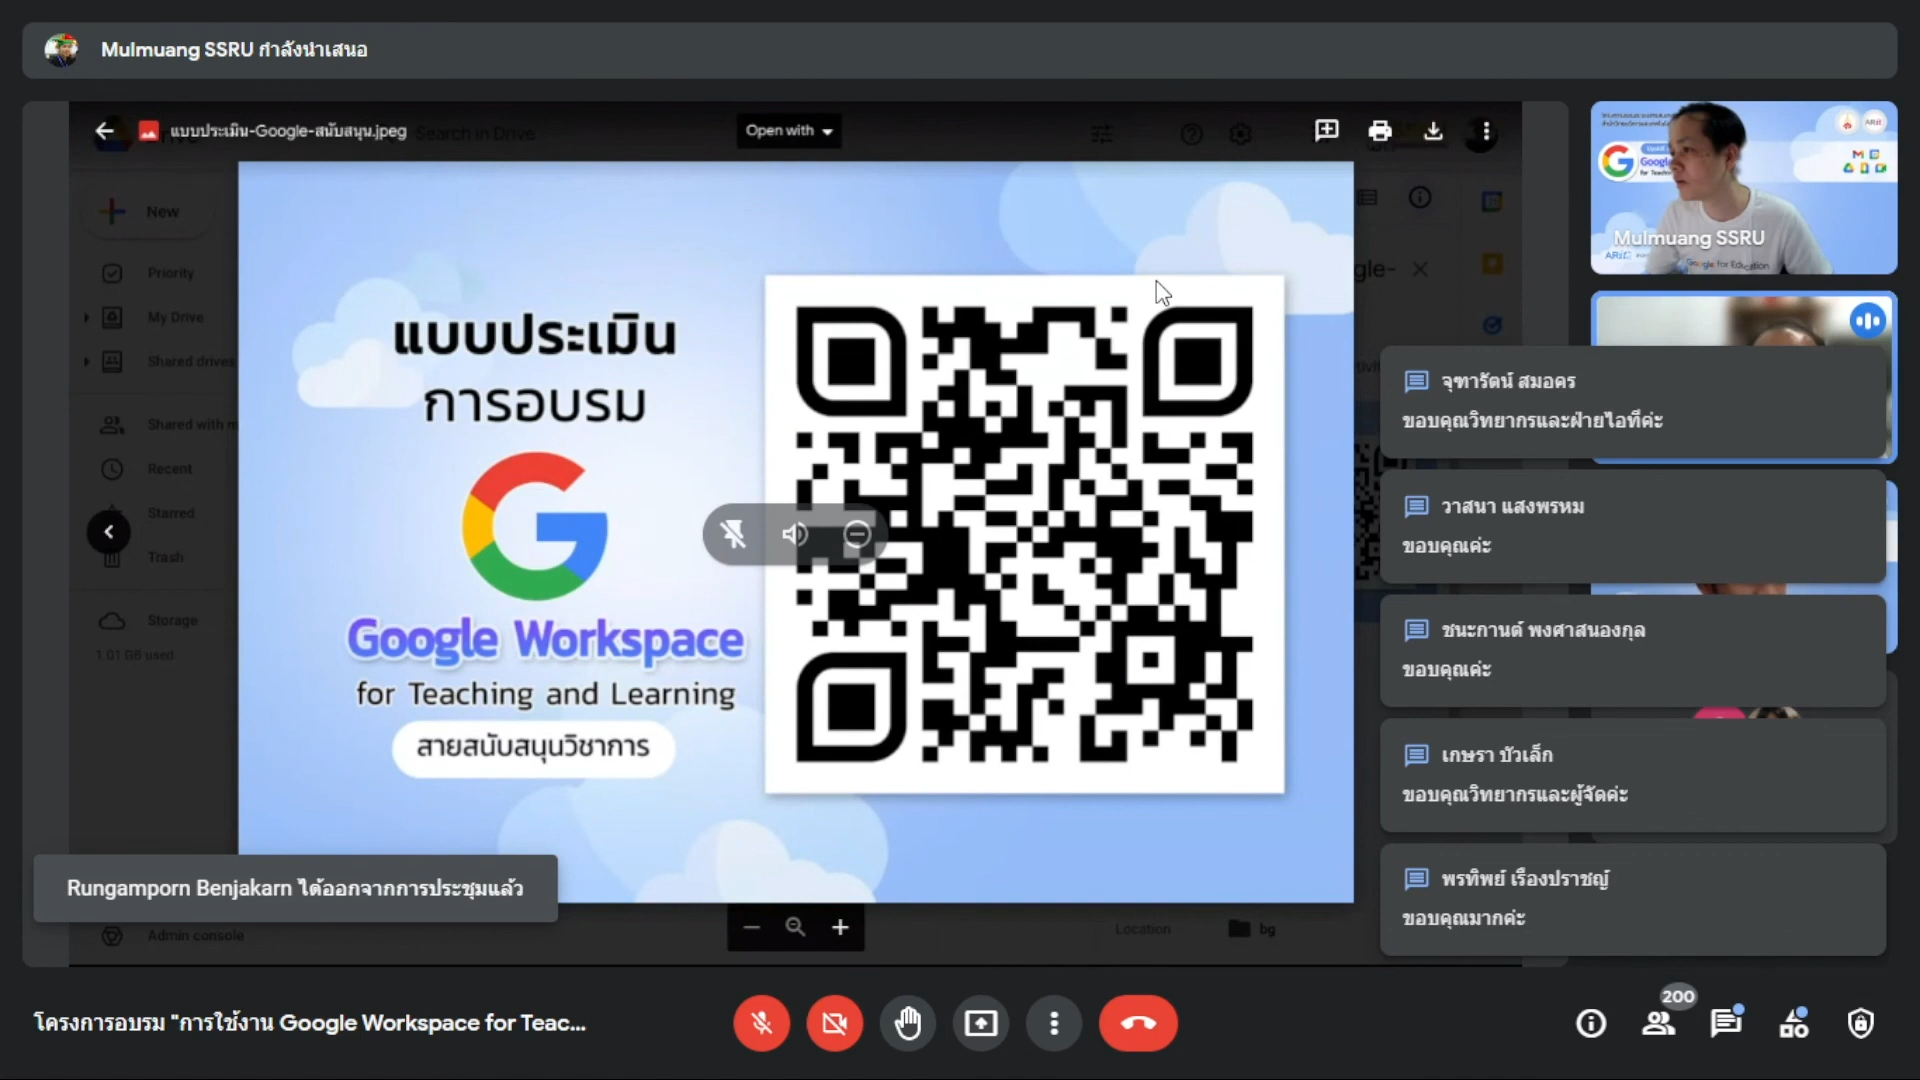 Mulmuang SSRU กำลังนำเสนอ
แบบประเมิน-Google-สนับสนุน.jpeg
Search in Drive
Open with
New
Priority
My Drive
Shared drives
Shared with m
Recent
Starred
Trash
Storage
1.01 GB used
Admin console
แบบประเมิน
การอบรม
Google Workspace
for Teaching and Learning
สายสนับสนุนวิชาการ
gle-
Location
bg
Mulmuang SSRU
Google for Education
จุฑารัตน์ สมอคร
ขอบคุณวิทยากรและฝ่ายไอทีค่ะ
วาสนา แสงพรหม
ขอบคุณค่ะ
ชนะกานต์ พงศาสนองกุล
ขอบคุณค่ะ
เกษรา บัวเล็ก
ขอบคุณวิทยากรและผู้จัดค่ะ
พรทิพย์ เรืองปราชญ์
ขอบคุณมากค่ะ
Rungamporn Benjakarn ได้ออกจากการประชุมแล้ว
โครงการอบรม "การใช้งาน Google Workspace for Teac...
200